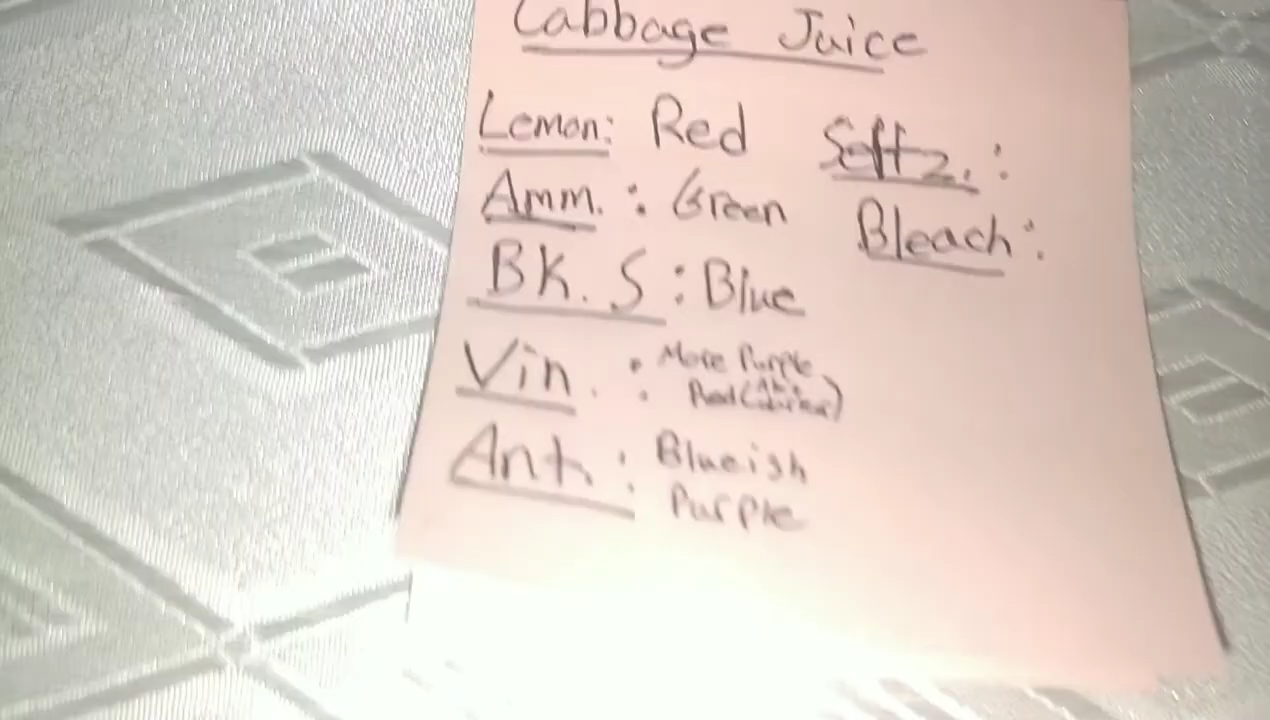 Cabbage Juice
Lemon: Red
Amm. : Green
BK. S : Blue
Vin. : More Purple
Red
Ant. : Blueish
Purple
Seltz. :
Bleach :